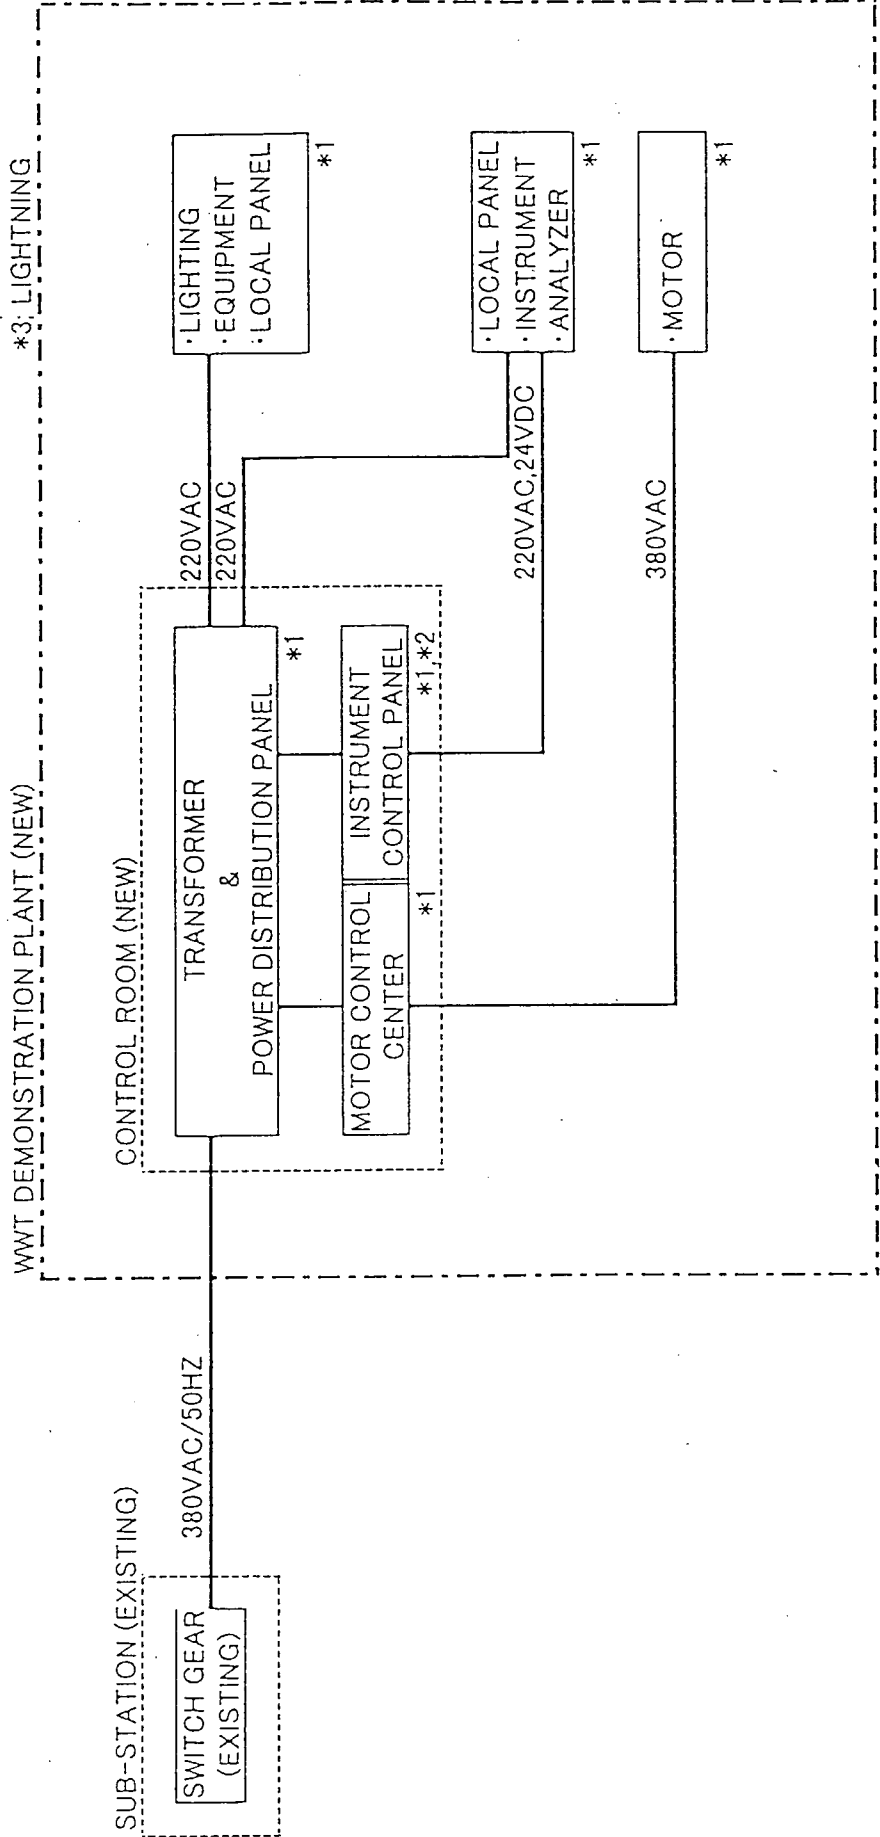 WWT DEMONSTRATION PLANT (NEW)
*3; LIGHTNING
SUB-STATION (EXISTING)
SWITCH GEAR
(EXISTING)
380VAC/50HZ
CONTROL ROOM (NEW)
TRANSFORMER
&
POWER DISTRIBUTION PANEL
*1
MOTOR CONTROL
CENTER
*1
INSTRUMENT
CONTROL PANEL
*1,*2
220VAC
220VAC
220VAC,24VDC
380VAC
· LIGHTING
· EQUIPMENT
· LOCAL PANEL
*1
· LOCAL PANEL
· INSTRUMENT
· ANALYZER
*1
· MOTOR
*1